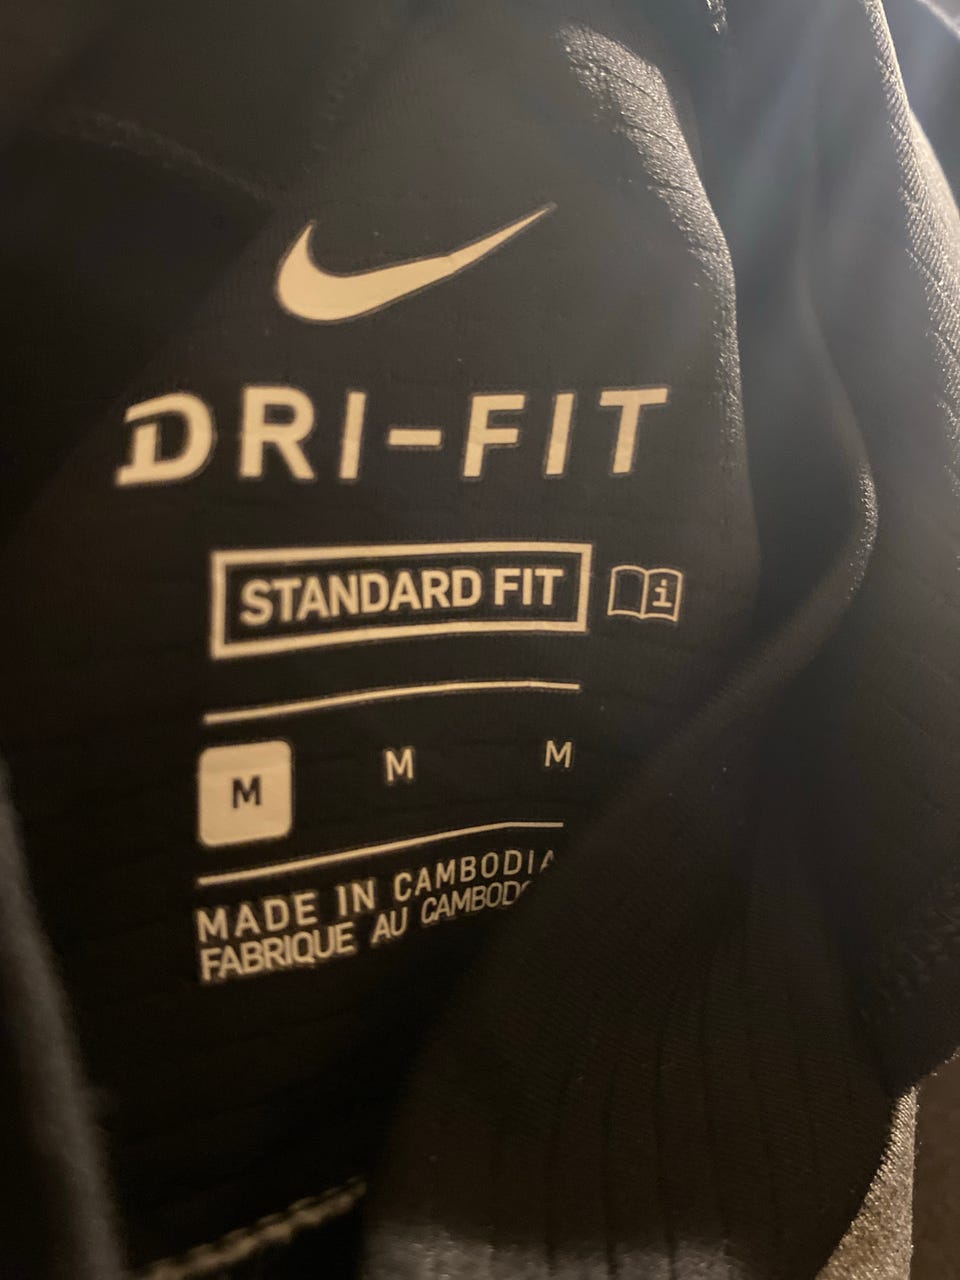 DRI-FIT
STANDARD FIT i
M M M
MADE IN CAMBODIA
FABRIQUE AU